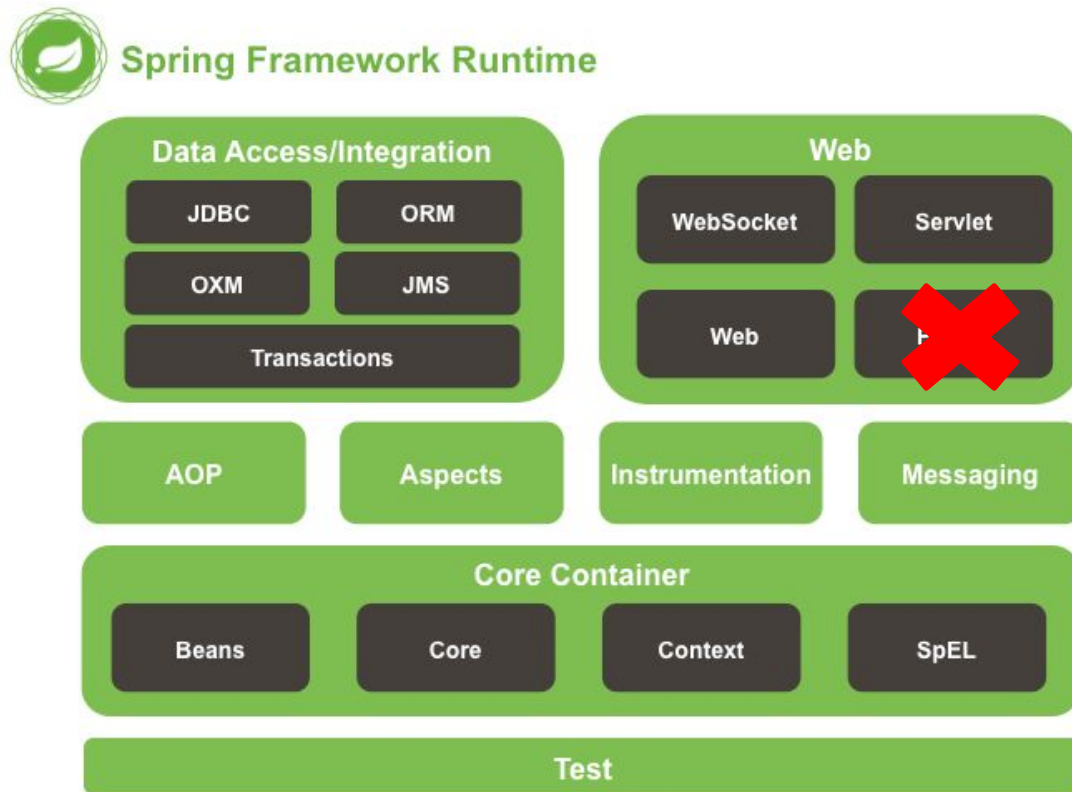 Spring Framework Runtime
Data Access/Integration
Web
JDBC
ORM
WebSocket
Servlet
OXM
JMS
Web
Transactions
AOP
Aspects
Instrumentation
Messaging
Core Container
Beans
Core
Context
SpEL
Test